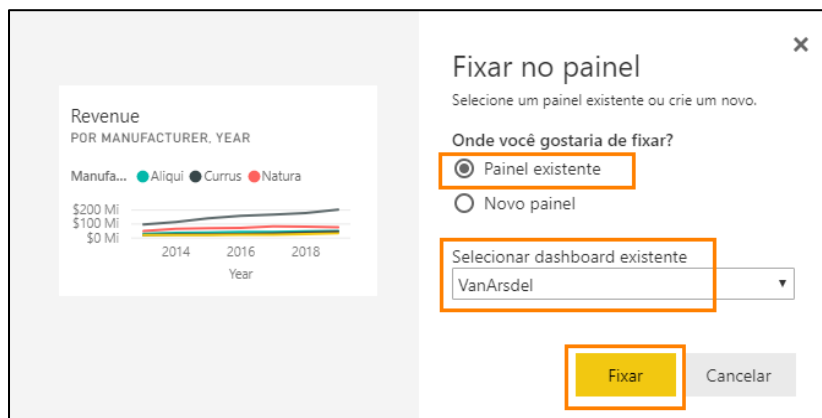 Revenue
POR MANUFACTURER, YEAR
Manufa... Aliqui Currus Natura
$200 Mi
$100 Mi
$0 Mi
2014 2016 2018
Year
Fixar no painel
Selecione um painel existente ou crie um novo.
Onde você gostaria de fixar?
Painel existente
Novo painel
Selecionar dashboard existente
VanArsdel
Fixar Cancelar